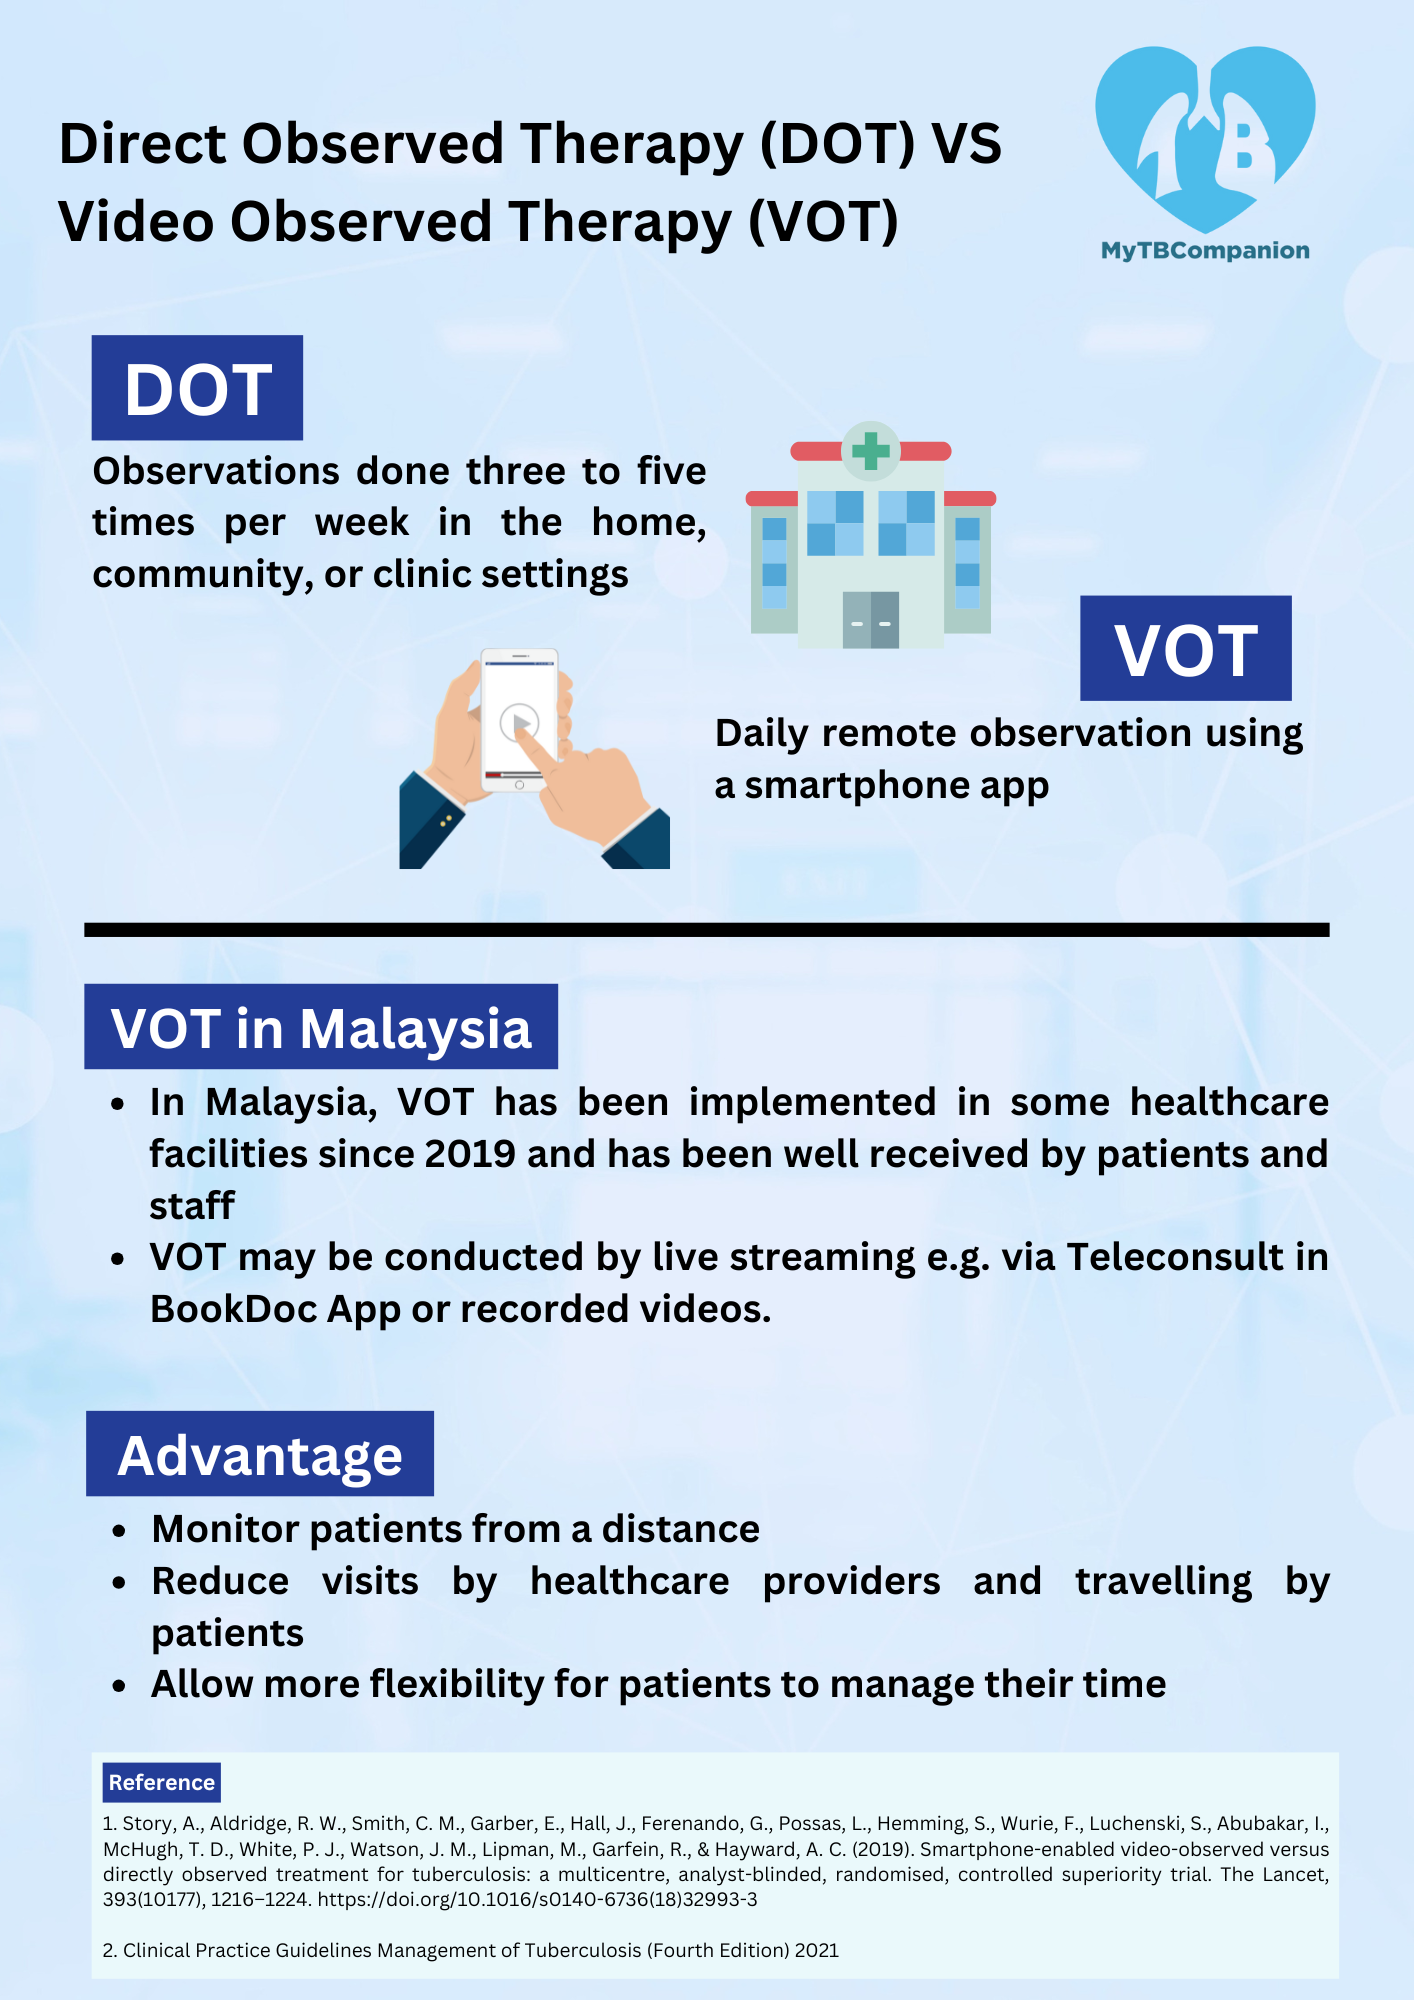 Direct Observed Therapy (DOT) VS
Video Observed Therapy (VOT)
TB
MyTBCompanion
DOT
Observations done three to five
times per week in the home,
community, or clinic settings
VOT
Daily remote observation using
a smartphone app
VOT in Malaysia
• In Malaysia, VOT has been implemented in some healthcare
facilities since 2019 and has been well received by patients and
staff
• VOT may be conducted by live streaming e.g. via Teleconsult in
BookDoc App or recorded videos.
Advantage
• Monitor patients from a distance
• Reduce visits by healthcare providers and travelling by
patients
• Allow more flexibility for patients to manage their time
Reference
1. Story, A., Aldridge, R. W., Smith, C. M., Garber, E., Hall, J., Ferenando, G., Possas, L., Hemming, S., Wurie, F., Luchenski, S., Abubakar, I.,
McHugh, T. D., White, P. J., Watson, J. M., Lipman, M., Garfein, R., & Hayward, A. C. (2019). Smartphone-enabled video-observed versus
directly observed treatment for tuberculosis: a multicentre, analyst-blinded, randomised, controlled superiority trial. The Lancet,
393(10177), 1216–1224. https://doi.org/10.1016/s0140-6736(18)32993-3
2. Clinical Practice Guidelines Management of Tuberculosis (Fourth Edition) 2021